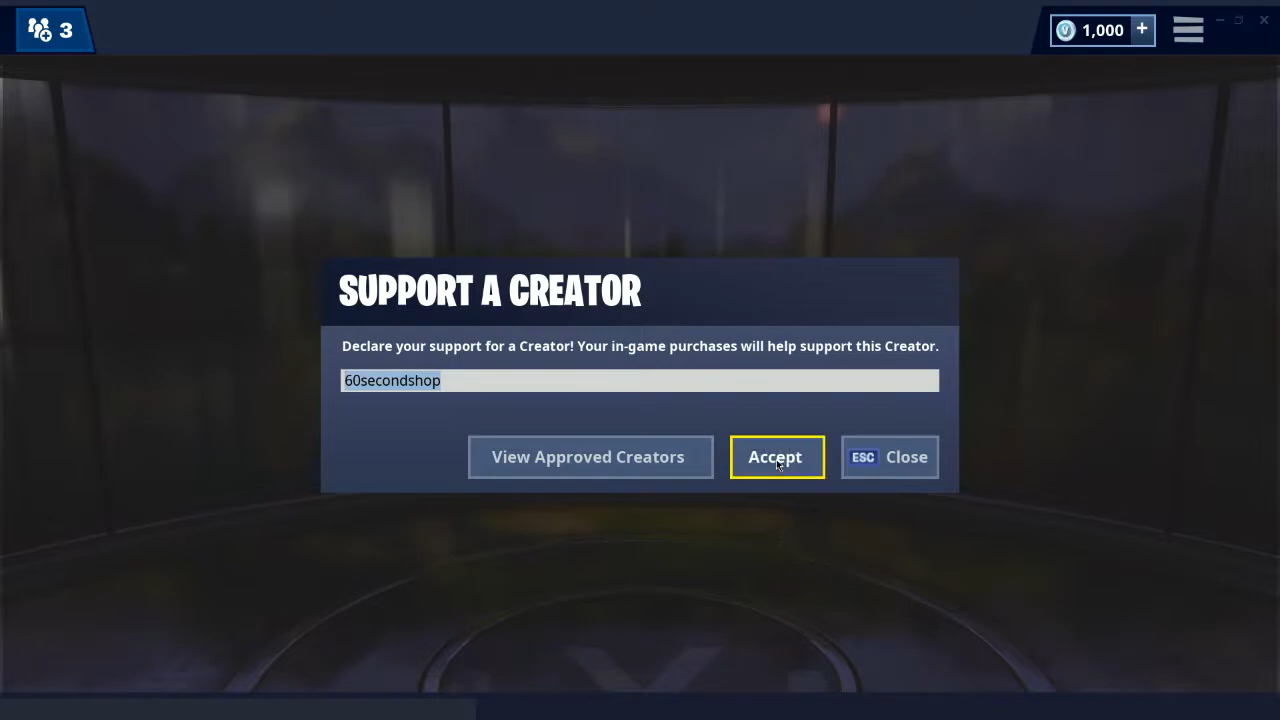 3
1,000 +
SUPPORT A CREATOR
Declare your support for a Creator! Your in-game purchases will help support this Creator.
60secondshop
View Approved Creators
Accept
ESC Close